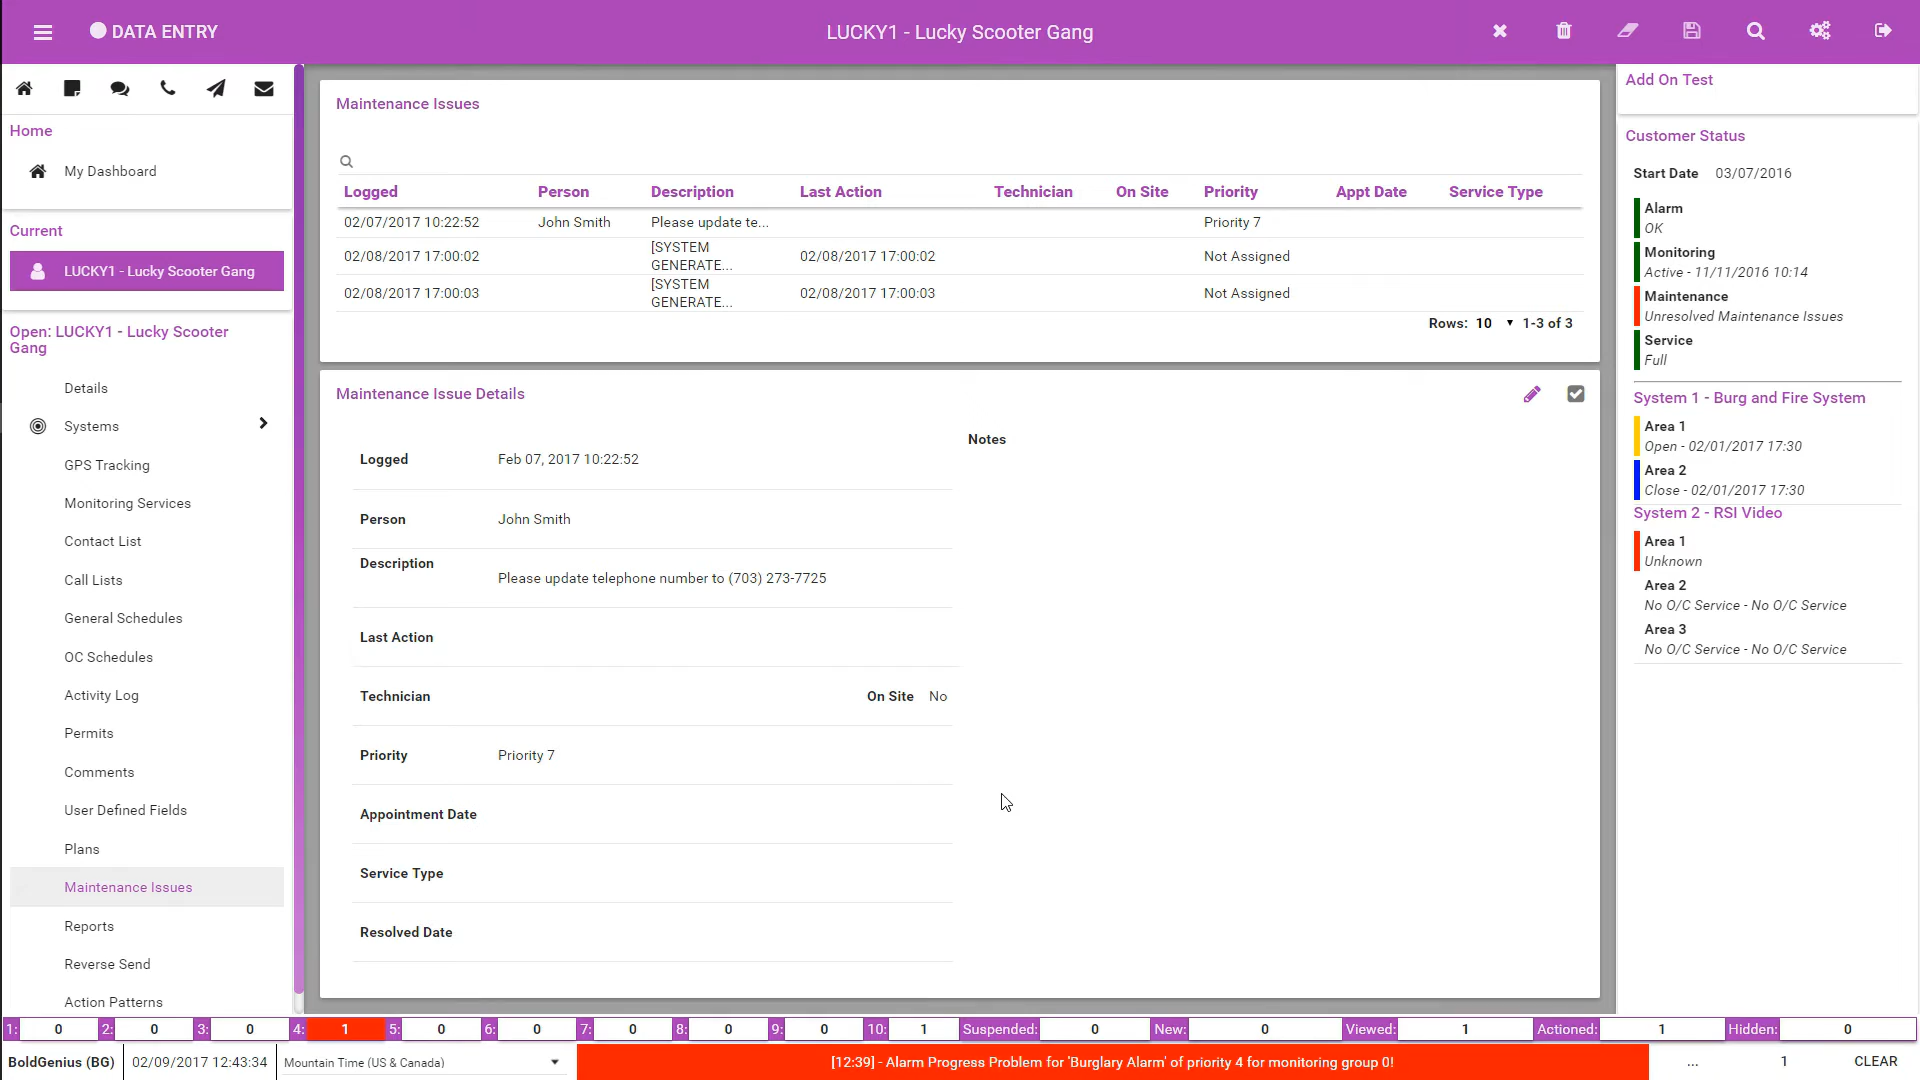 DATA ENTRY
LUCKY1 - Lucky Scooter Gang
Home
My Dashboard
Current
LUCKY1 - Lucky Scooter Gang
Open: LUCKY1 - Lucky Scooter
Gang
Details
Systems
GPS Tracking
Monitoring Services
Contact List
Call Lists
General Schedules
OC Schedules
Activity Log
Permits
Comments
User Defined Fields
Plans
Maintenance Issues
Reports
Reverse Send
Action Patterns
Maintenance Issues
Logged Person Description Last Action Technician On Site Priority Appt Date Service Type
02/07/2017 10:22:52 John Smith Please update te... Priority 7
02/08/2017 17:00:02 [SYSTEM GENERATE... 02/08/2017 17:00:02 Not Assigned
02/08/2017 17:00:03 [SYSTEM GENERATE... 02/08/2017 17:00:03 Not Assigned
Rows: 10 1-3 of 3
Maintenance Issue Details
Notes
Logged Feb 07, 2017 10:22:52
Person John Smith
Description
Please update telephone number to (703) 273-7725
Last Action
Technician On Site No
Priority Priority 7
Appointment Date
Service Type
Resolved Date
Add On Test
Customer Status
Start Date 03/07/2016
Alarm
OK
Monitoring
Active - 11/11/2016 10:14
Maintenance
Unresolved Maintenance Issues
Service
Full
System 1 - Burg and Fire System
Area 1
Open - 02/01/2017 17:30
Area 2
Close - 02/01/2017 17:30
System 2 - RSI Video
Area 1
Unknown
Area 2
No O/C Service - No O/C Service
Area 3
No O/C Service - No O/C Service
1: 0 2: 0 3: 0 4: 1 5: 0 6: 0 7: 0 8: 0 9: 0 10: 1 Suspended: 0 New: 0 Viewed: 1 Actioned: 1 Hidden: 0
BoldGenius (BG) 02/09/2017 12:43:34 Mountain Time (US & Canada) [12:39] - Alarm Progress Problem for 'Burglary Alarm' of priority 4 for monitoring group 0! ... 1 CLEAR